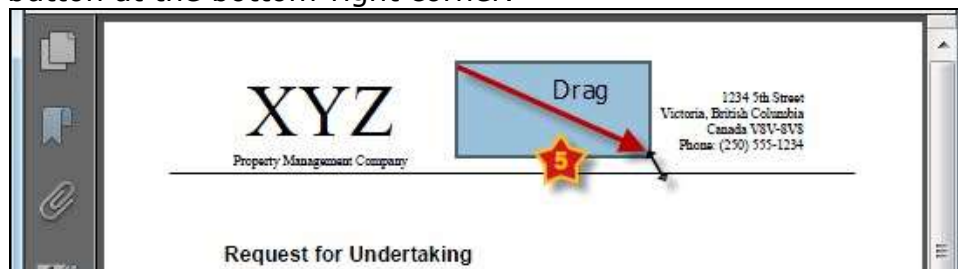 button at the bottom-right corner.
XYZ
Property Management Company
Drag
5
1234 5th Street
Victoria, British Columbia
Canada V8V-8V8
Phone: (250) 555-1234
Request for Undertaking